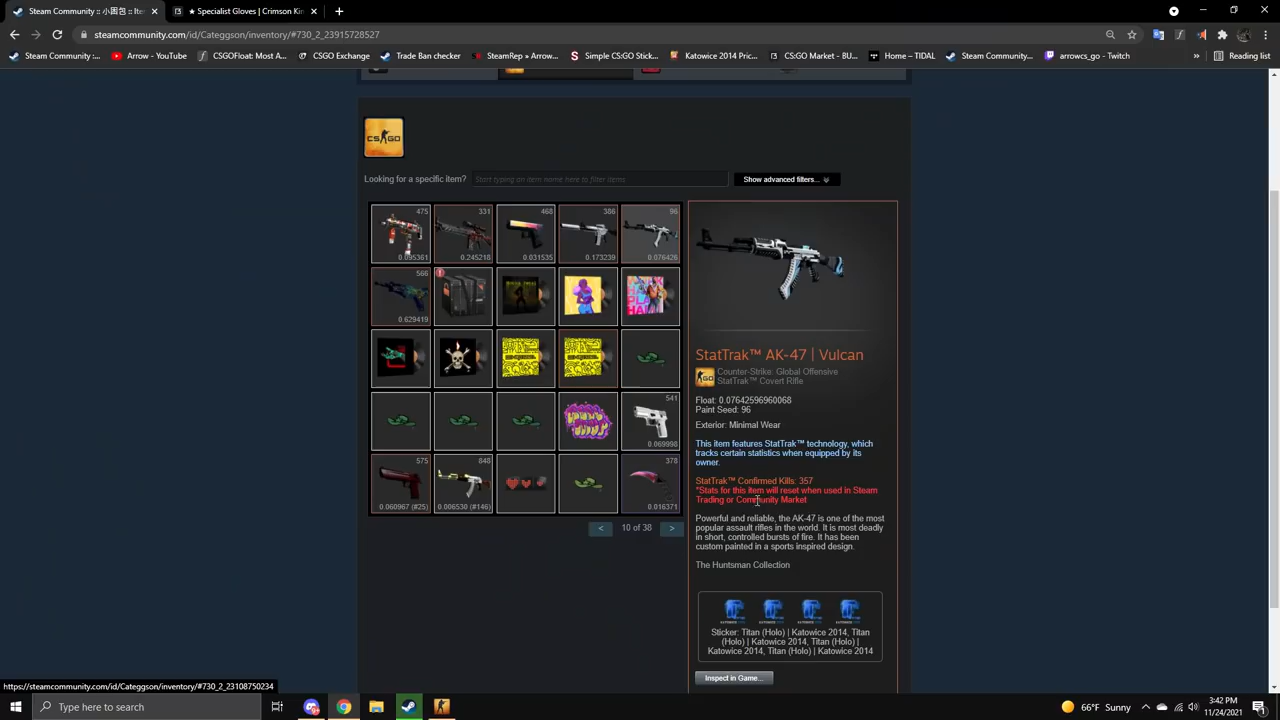 Steam Community :: 小团团 :: Ite
★ Specialist Gloves | Crimson Ki
steamcommunity.com/id/Categgson/inventory/#730_2_23915728527
Steam Community :...
Arrow - YouTube
CSGOFloat: Most A...
CSGO Exchange
Trade Ban checker
SteamRep » Arrow...
Simple CS:GO Stick...
Katowice 2014 Pric...
CS:GO Market - BU...
Home – TIDAL
Steam Community...
arrowcs_go - Twitch
»
Reading list
CS GO
Looking for a specific item?
Start typing an item name here to filter items
Show advanced filters...
475
0.095361
331
0.245218
468
0.031535
386
0.173239
96
0.076426
566
0.629419
541
0.069998
575
0.060967 (#25)
848
0.006530 (#146)
378
0.016371
<
10 of 38
>
StatTrak™ AK-47 | Vulcan
Counter-Strike: Global Offensive
StatTrak™ Covert Rifle
Float: 0.07642596960068
Paint Seed: 96
Exterior: Minimal Wear
This item features StatTrak™ technology, which
tracks certain statistics when equipped by its
owner.
StatTrak™ Confirmed Kills: 357
*Stats for this item will reset when used in Steam
Trading or Community Market
Powerful and reliable, the AK-47 is one of the most
popular assault rifles in the world. It is most deadly
in short, controlled bursts of fire. It has been
custom painted in a sports inspired design.
The Huntsman Collection
Sticker: Titan (Holo) | Katowice 2014, Titan
(Holo) | Katowice 2014, Titan (Holo) |
Katowice 2014, Titan (Holo) | Katowice 2014
Inspect in Game...
https://steamcommunity.com/id/Categgson/inventory/#730_2_23108750234
Type here to search
66°F Sunny
3:42 PM
11/24/2021